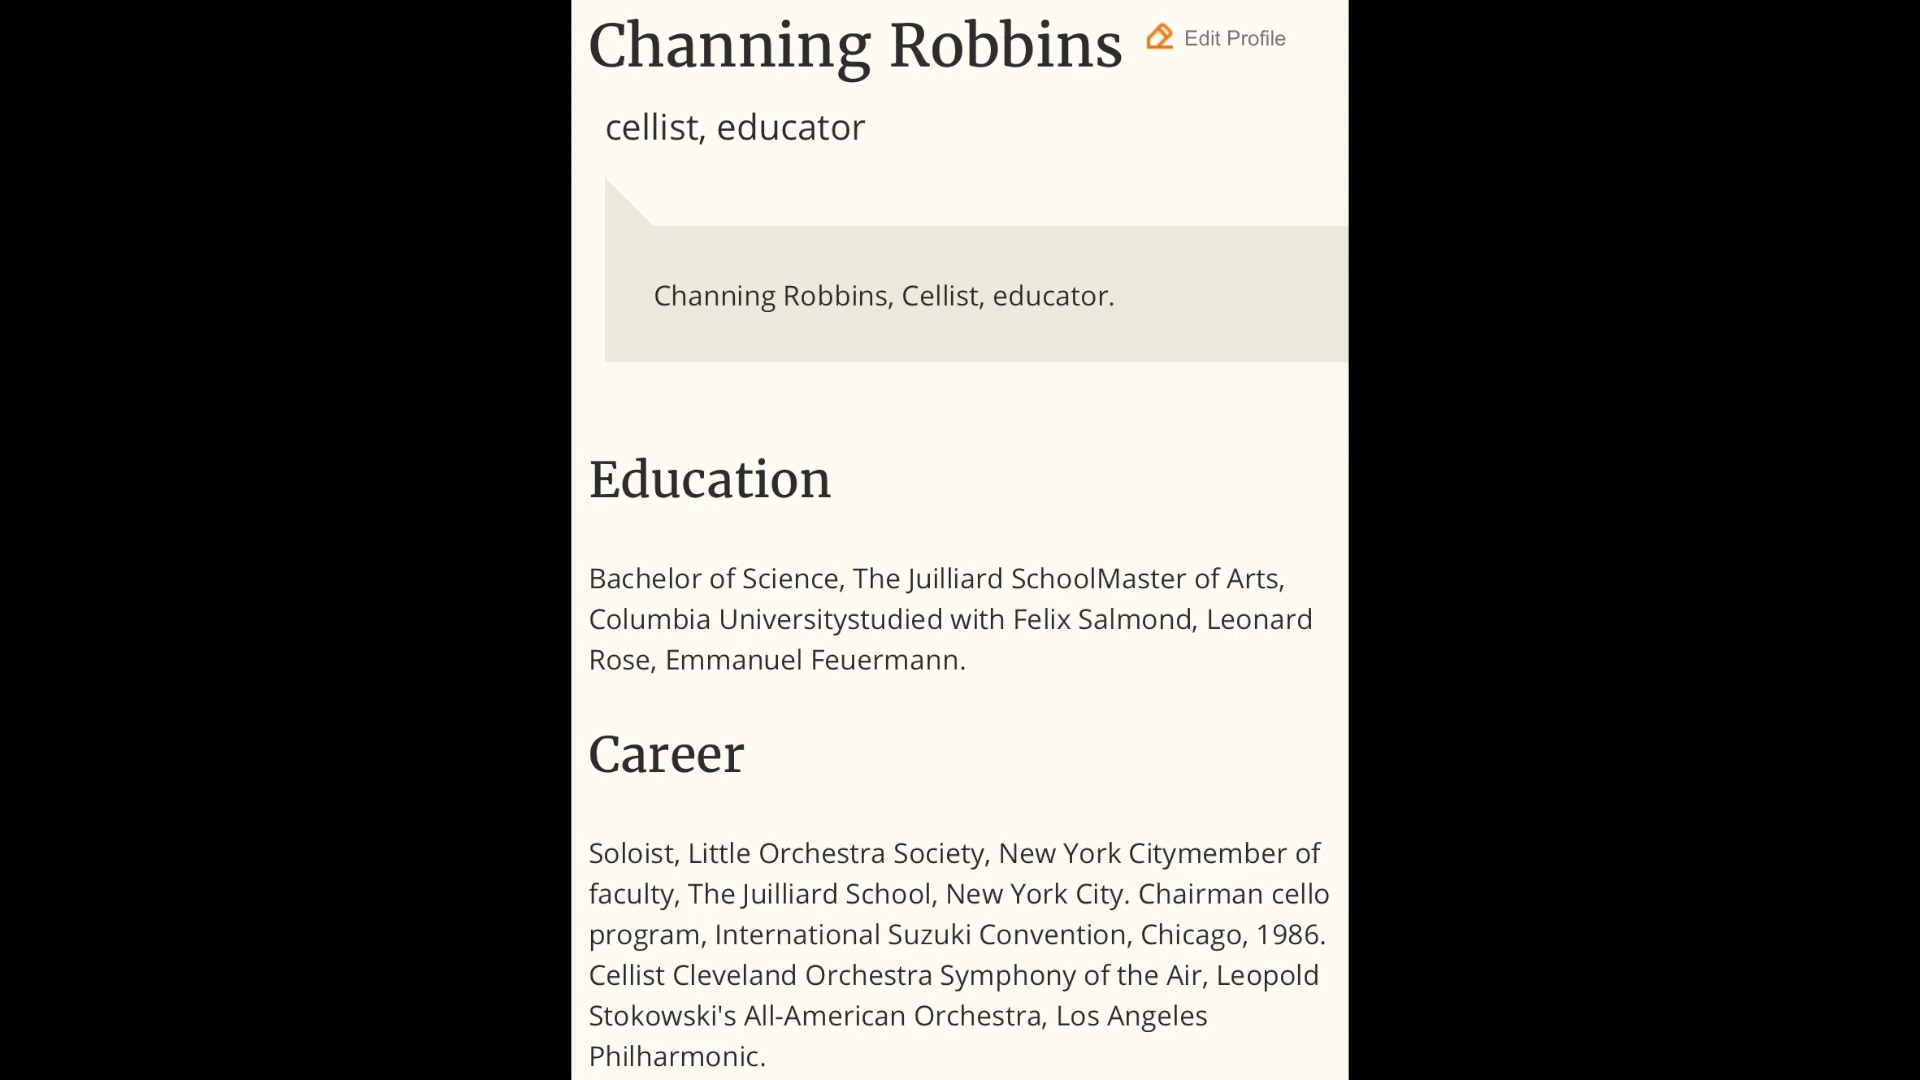 Channing Robbins
Edit Profile
cellist, educator
Channing Robbins, Cellist, educator.
Education
Bachelor of Science, The Juilliard SchoolMaster of Arts,
Columbia Universitystudied with Felix Salmond, Leonard
Rose, Emmanuel Feuermann.
Career
Soloist, Little Orchestra Society, New York Citymember of
faculty, The Juilliard School, New York City. Chairman cello
program, International Suzuki Convention, Chicago, 1986.
Cellist Cleveland Orchestra Symphony of the Air, Leopold
Stokowski's All-American Orchestra, Los Angeles
Philharmonic.